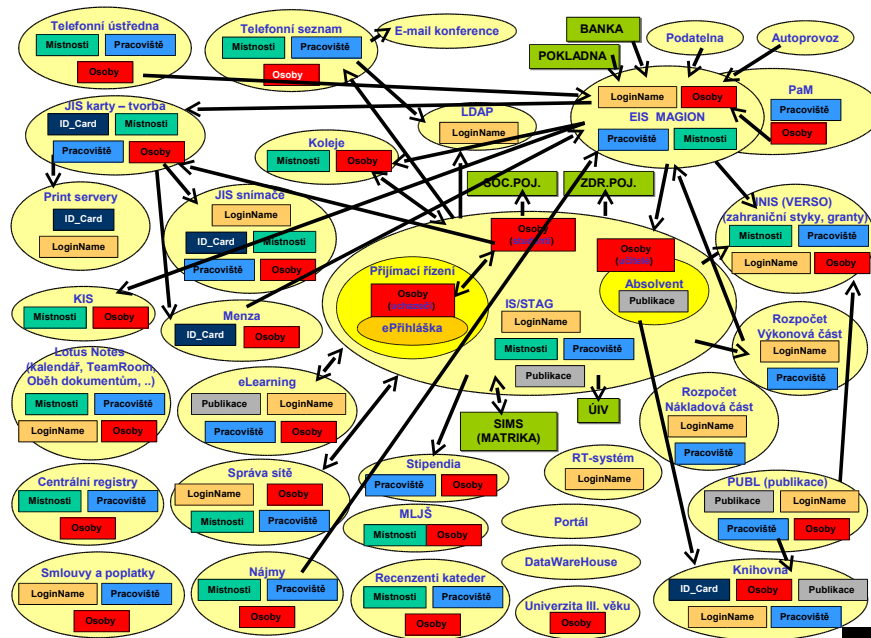 Telefonní ústředna
Místnosti
Pracoviště
Osoby
Telefonní seznam
Místnosti
Pracoviště
Osoby
E-mail konference
BANKA
POKLADNA
Podatelna
Autoprovoz
LoginName
Osoby
EIS MAGION
Pracoviště
Místnosti
PaM
Pracoviště
Osoby
JIS karty – tvorba
ID_Card
Místnosti
Pracoviště
Osoby
LDAP
LoginName
Koleje
Místnosti
Osoby
SOC.POJ.
ZDR.POJ.
Print servery
ID_Card
LoginName
JIS snímače
LoginName
ID_Card
Místnosti
Pracoviště
Osoby
INIS (VERSO)
(zahraniční styky, granty)
Místnosti
Pracoviště
LoginName
Osoby
Osoby
Osoby
Přijímací řízení
Osoby
(uchazeči)
ePřihláška
Absolvent
Publikace
IS/STAG
LoginName
Místnosti
Pracoviště
Publikace
KIS
Místnosti
Osoby
Menza
ID_Card
Osoby
Rozpočet
Výkonová část
LoginName
Pracoviště
Lotus Notes
(kalendář, TeamRoom,
Oběh dokumentům, ..)
Místnosti
Pracoviště
LoginName
Osoby
eLearning
Publikace
LoginName
Pracoviště
Osoby
SIMS
(MATRIKA)
ÚIV
Rozpočet
Nákladová část
LoginName
Pracoviště
Centrální registry
Místnosti
Pracoviště
Osoby
Správa sítě
LoginName
Osoby
Místnosti
Pracoviště
Stipendia
Pracoviště
Osoby
RT-systém
LoginName
PUBL (publikace)
Publikace
LoginName
Pracoviště
Osoby
MLJŠ
Místnosti
Osoby
Portál
DataWareHouse
Smlouvy a poplatky
LoginName
Pracoviště
Osoby
Nájmy
Místnosti
Pracoviště
Osoby
Recenzenti kateder
Místnosti
Pracoviště
Osoby
Univerzita III. věku
Osoby
Knihovna
ID_Card
Osoby
Publikace
LoginName
Pracoviště